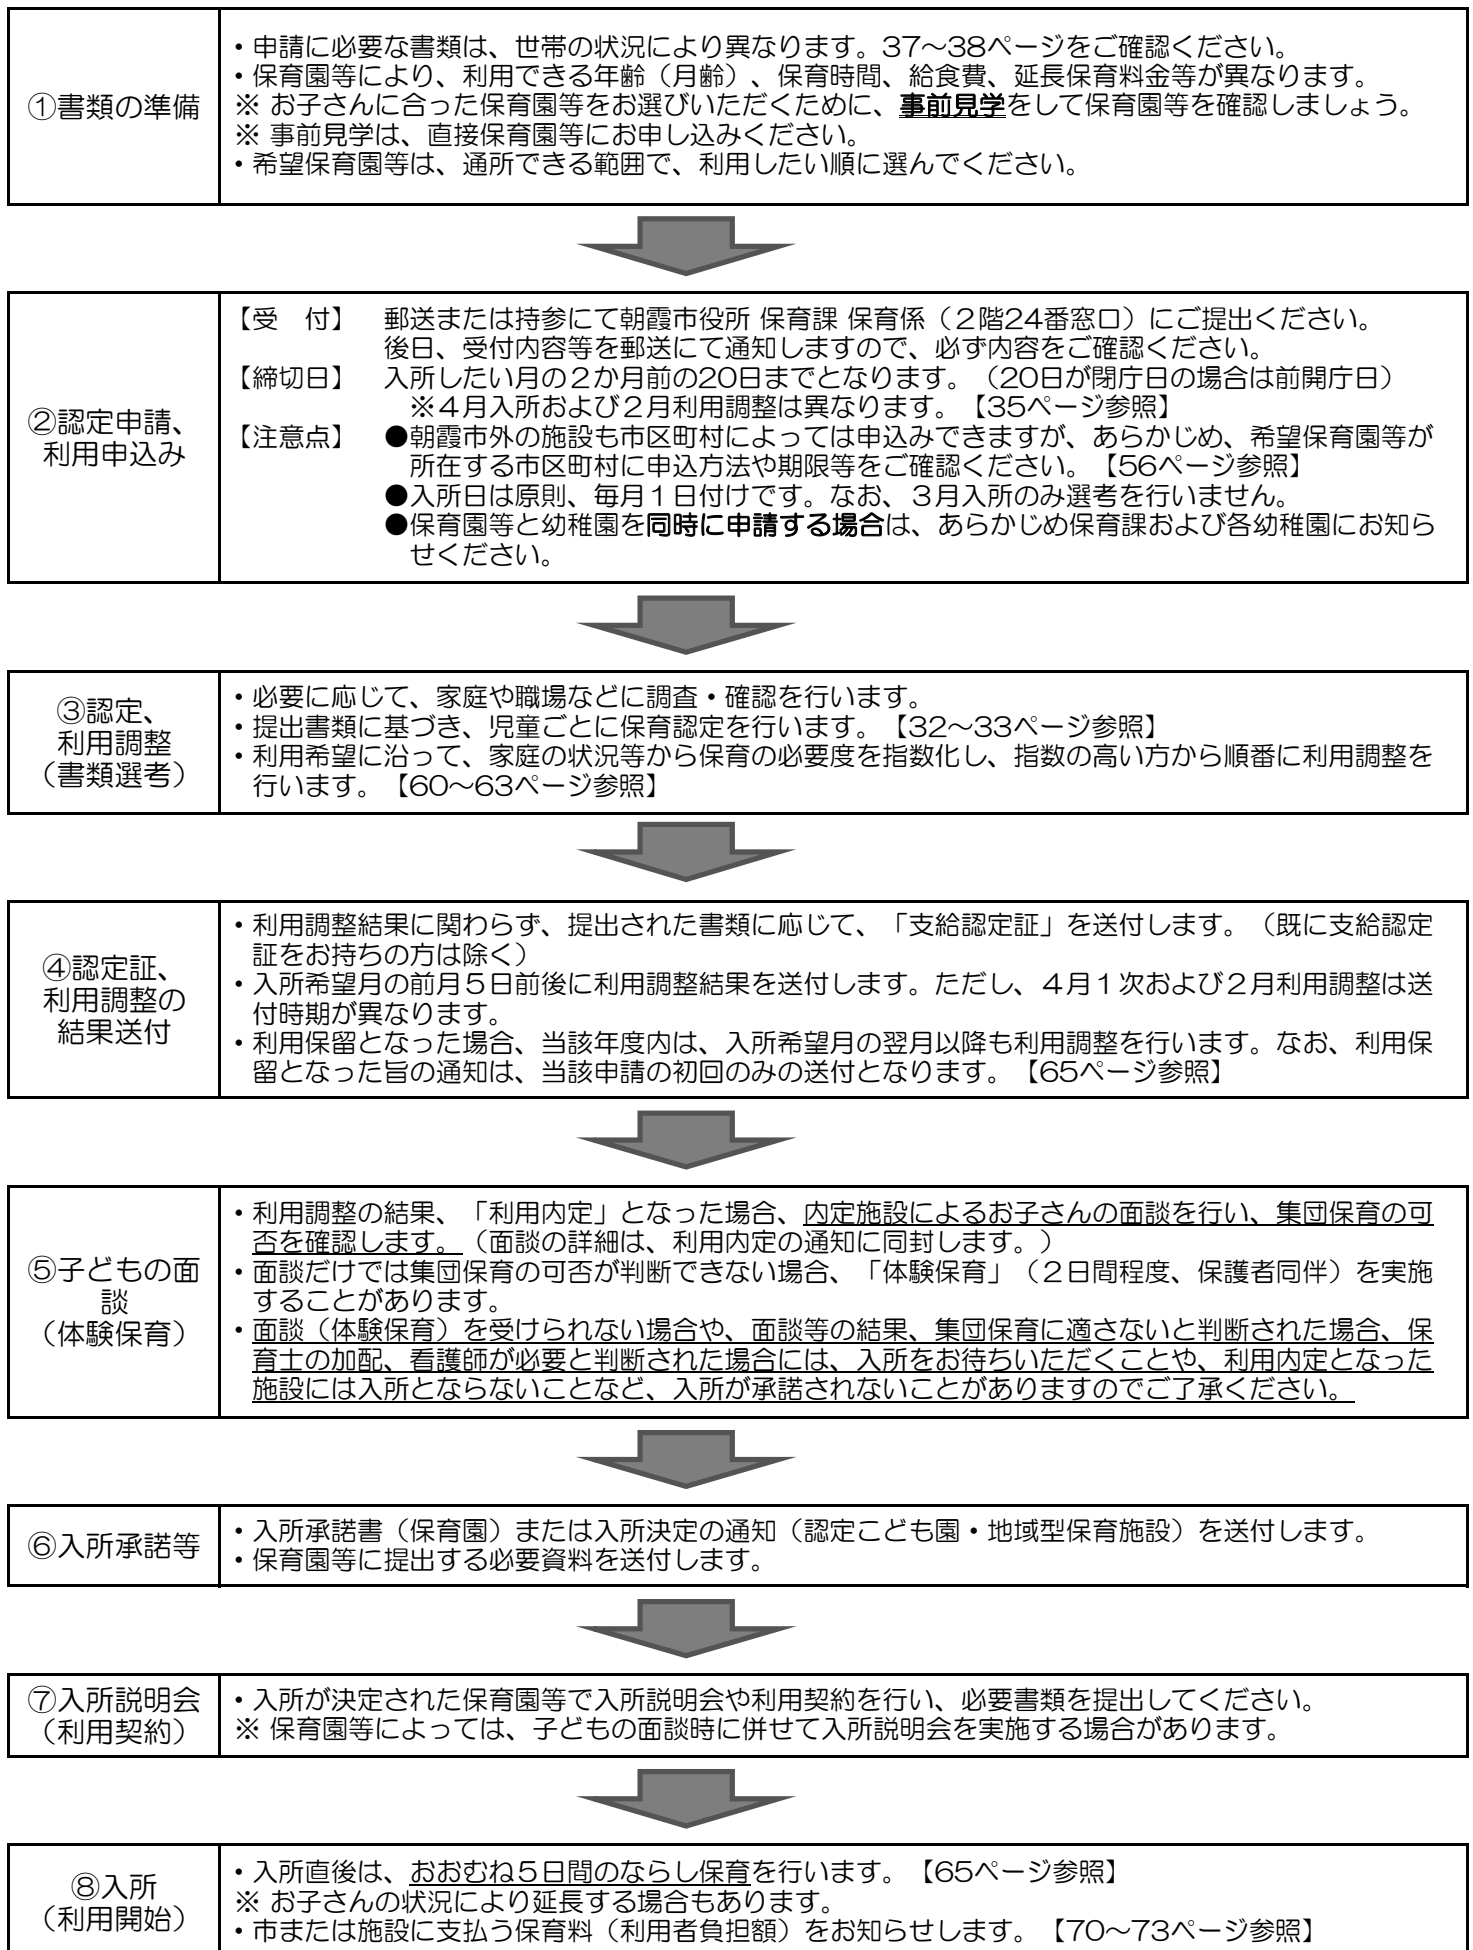 ①書類の準備
・申請に必要な書類は、世帯の状況により異なります。37～38ページをご確認ください。
・保育園等により、利用できる年齢（月齢）、保育時間、給食費、延長保育料金等が異なります。
※ お子さんに合った保育園等をお選びいただくために、事前見学をして保育園等を確認しましょう。
※ 事前見学は、直接保育園等にお申し込みください。
・希望保育園等は、通所できる範囲で、利用したい順に選んでください。
②認定申請、
利用申込み
【受　付】　郵送または持参にて朝霞市役所 保育課 保育係（２階24番窓口）にご提出ください。
後日、受付内容等を郵送にて通知しますので、必ず内容をご確認ください。
【締切日】　入所したい月の２か月前の20日までとなります。（20日が閉庁日の場合は前開庁日）
※４月入所および２月利用調整は異なります。【35ページ参照】
【注意点】　●朝霞市外の施設も市区町村によっては申込みできますが、あらかじめ、希望保育園等が
所在する市区町村に申込方法や期限等をご確認ください。【56ページ参照】
●入所日は原則、毎月１日付けです。なお、３月入所のみ選考を行いません。
●保育園等と幼稚園を同時に申請する場合は、あらかじめ保育課および各幼稚園にお知ら
せください。
③認定、
利用調整
（書類選考）
・必要に応じて、家庭や職場などに調査・確認を行います。
・提出書類に基づき、児童ごとに保育認定を行います。【32～33ページ参照】
・利用希望に沿って、家庭の状況等から保育の必要度を指数化し、指数の高い方から順番に利用調整を
行います。【60～63ページ参照】
④認定証、
利用調整の
結果送付
・利用調整結果に関わらず、提出された書類に応じて、「支給認定証」を送付します。（既に支給認定
証をお持ちの方は除く）
・入所希望月の前月５日前後に利用調整結果を送付します。ただし、４月１次および２月利用調整は送
付時期が異なります。
・利用保留となった場合、当該年度内は、入所希望月の翌月以降も利用調整を行います。なお、利用保
留となった旨の通知は、当該申請の初回のみの送付となります。【65ページ参照】
⑤子どもの面
談
（体験保育）
・利用調整の結果、「利用内定」となった場合、内定施設によるお子さんの面談を行い、集団保育の可
否を確認します。（面談の詳細は、利用内定の通知に同封します。）
・面談だけでは集団保育の可否が判断できない場合、「体験保育」（２日間程度、保護者同伴）を実施
することがあります。
・面談（体験保育）を受けられない場合や、面談等の結果、集団保育に適さないと判断された場合、保
育士の加配、看護師が必要と判断された場合には、入所をお待ちいただくことや、利用内定となった
施設には入所とならないことなど、入所が承諾されないことがありますのでご了承ください。
⑥入所承諾等
・入所承諾書（保育園）または入所決定の通知（認定こども園・地域型保育施設）を送付します。
・保育園等に提出する必要資料を送付します。
⑦入所説明会
（利用契約）
・入所が決定された保育園等で入所説明会や利用契約を行い、必要書類を提出してください。
※ 保育園等によっては、子どもの面談時に併せて入所説明会を実施する場合があります。
⑧入所
（利用開始）
・入所直後は、おおむね５日間のならし保育を行います。【65ページ参照】
※ お子さんの状況により延長する場合もあります。
・市または施設に支払う保育料（利用者負担額）をお知らせします。【70～73ページ参照】